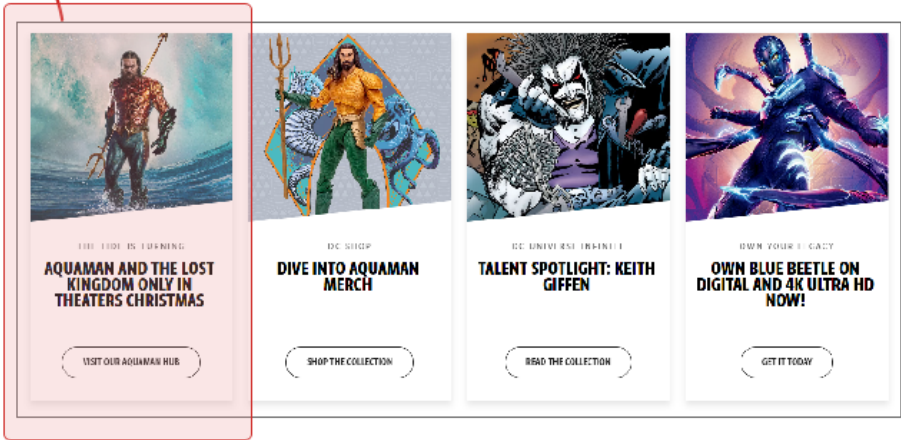 THE TIDE IS TURNING
AQUAMAN AND THE LOST
KINGDOM ONLY IN
THEATERS CHRISTMAS
VISIT OUR AQUAMAN HUB
DC SHOP
DIVE INTO AQUAMAN
MERCH
SHOP THE COLLECTION
DC UNIVERSE INFINITE
TALENT SPOTLIGHT: KEITH
GIFFEN
READ THE COLLECTION
OWN YOUR LEGACY
OWN BLUE BEETLE ON
DIGITAL AND 4K ULTRA HD
NOW!
GET IT TODAY